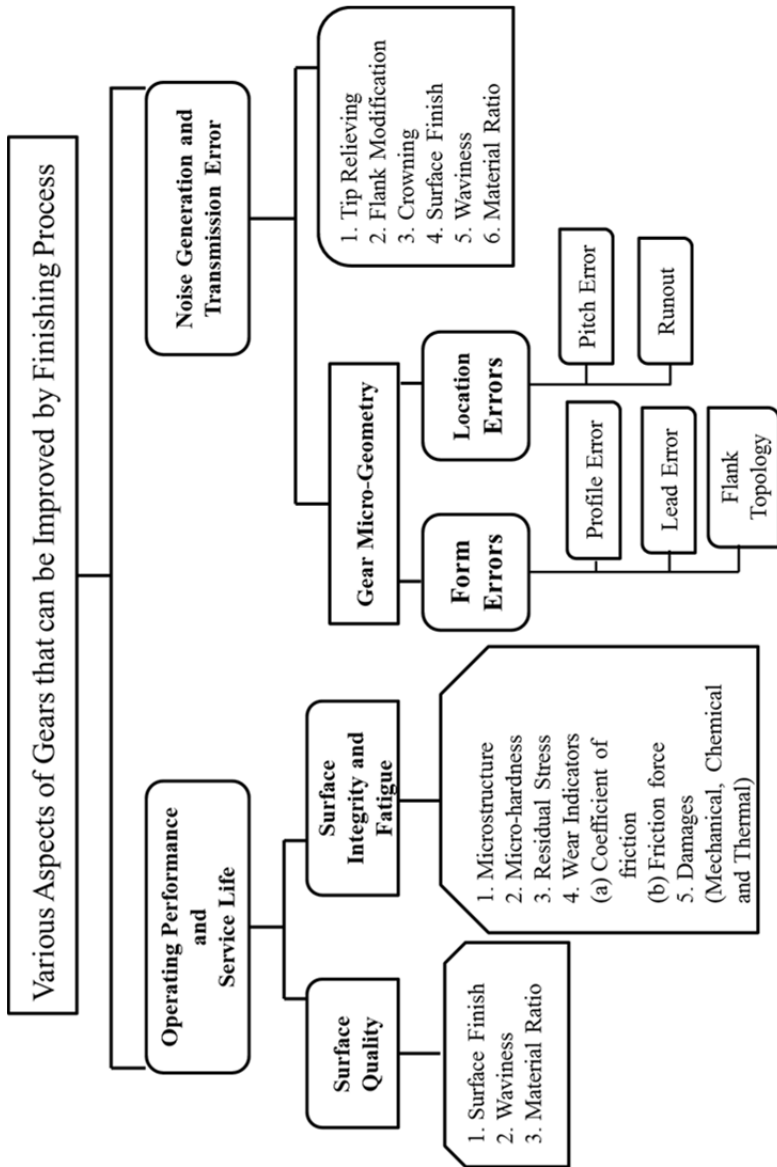 Various Aspects of Gears that can be Improved by Finishing Process
Operating Performance
and
Service Life
Surface
Quality
1. Surface Finish
2. Waviness
3. Material Ratio
Surface
Integrity and
Fatigue
1. Microstructure
2. Micro-hardness
3. Residual Stress
4. Wear Indicators
(a) Coefficient of
friction
(b) Friction force
5. Damages
(Mechanical, Chemical
and Thermal)
Noise Generation and
Transmission Error
Gear Micro-Geometry
Form
Errors
Profile Error
Lead Error
Flank
Topology
Location
Errors
Pitch Error
Runout
1. Tip Relieving
2. Flank Modification
3. Crowning
4. Surface Finish
5. Waviness
6. Material Ratio